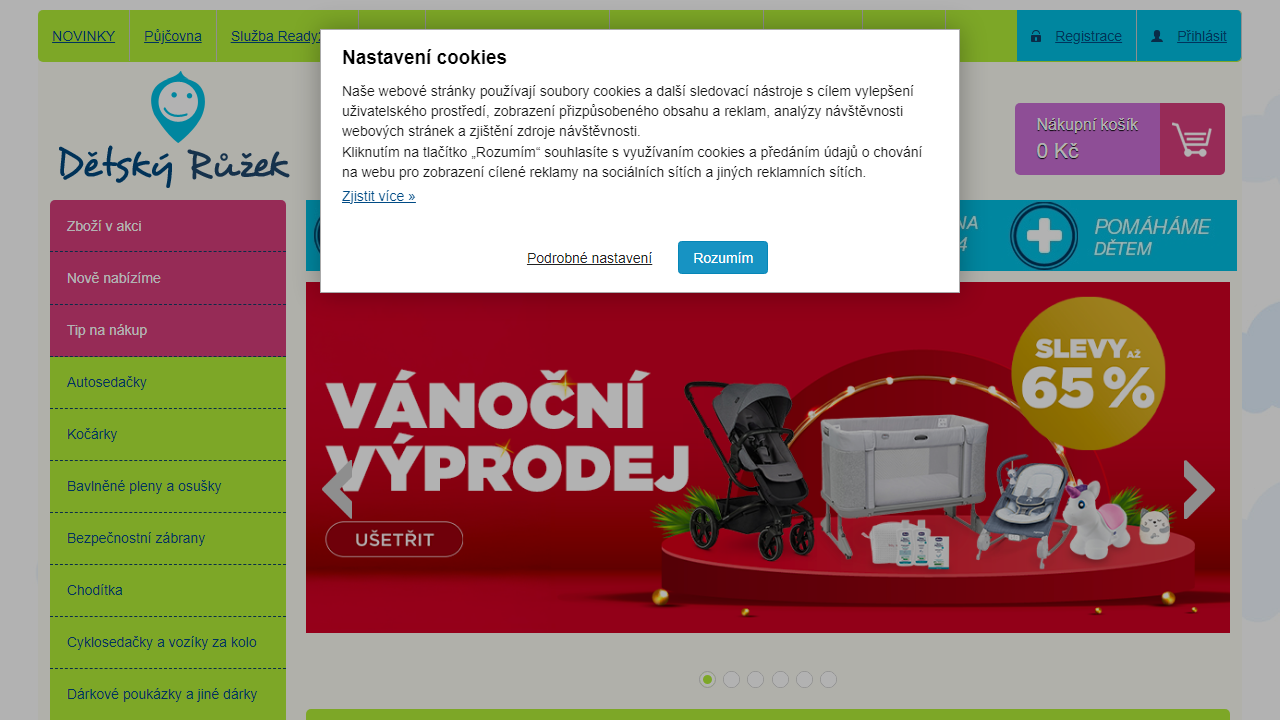 NOVINKY
Půjčovna
Služba Ready
Registrace
Přihlásit
Nastavení cookies
Naše webové stránky používají soubory cookies a další sledovací nástroje s cílem vylepšení
uživatelského prostředí, zobrazení přizpůsobeného obsahu a reklam, analýzy návštěvnosti
webových stránek a zjištění zdroje návštěvnosti.
Kliknutím na tlačítko „Rozumím“ souhlasíte s využívaním cookies a předáním údajů o chování
na webu pro zobrazení cílené reklamy na sociálních sítích a jiných reklamních sítích.
Zjistit více »
Podrobné nastavení
Rozumím
Dětský Růžek
Nákupní košík
0 Kč
NA
4
POMÁHÁME
DĚTEM
Zboží v akci
Nově nabízíme
Tip na nákup
Autosedačky
Kočárky
Bavlněné pleny a osušky
Bezpečnostní zábrany
Chodítka
Cyklosedačky a vozíky za kolo
Dárkové poukázky a jiné dárky
VÁNOČNÍ
VÝPRODEJ
UŠETŘIT
SLEVY AŽ
65 %